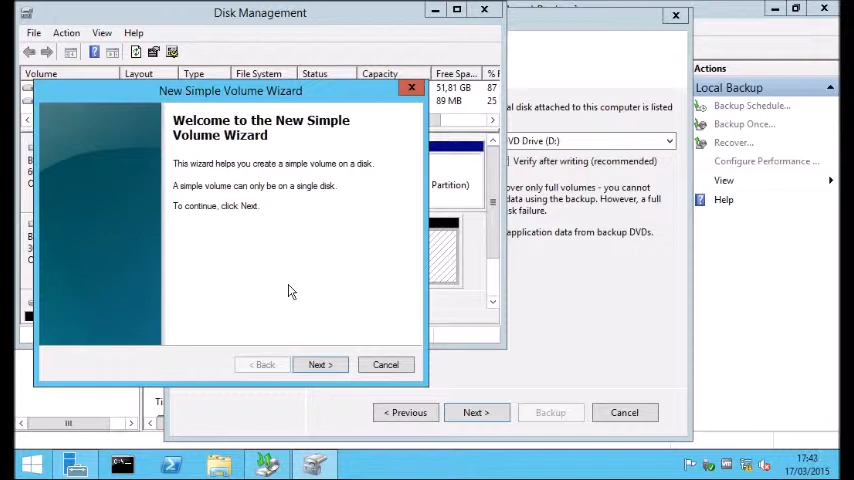 Disk Management
File Action View Help
Volume Layout Type File System Status Capacity Free Spa... % F
51,81 GB 87
89 MB 25
New Simple Volume Wizard
Welcome to the New Simple
Volume Wizard
This wizard helps you create a simple volume on a disk.
A simple volume can only be on a single disk.
To continue, click Next.
< Back Next > Cancel
Partition)
al disk attached to this computer is listed
VD Drive (D:)
Verify after writing (recommended)
over only full volumes - you cannot
data using the backup. However, a full
sk failure.
application data from backup DVDs.
< Previous Next > Backup Cancel
Actions
Local Backup
Backup Schedule...
Backup Once...
Recover...
Configure Performance ...
View
Help
Ti
17:43
17/03/2015